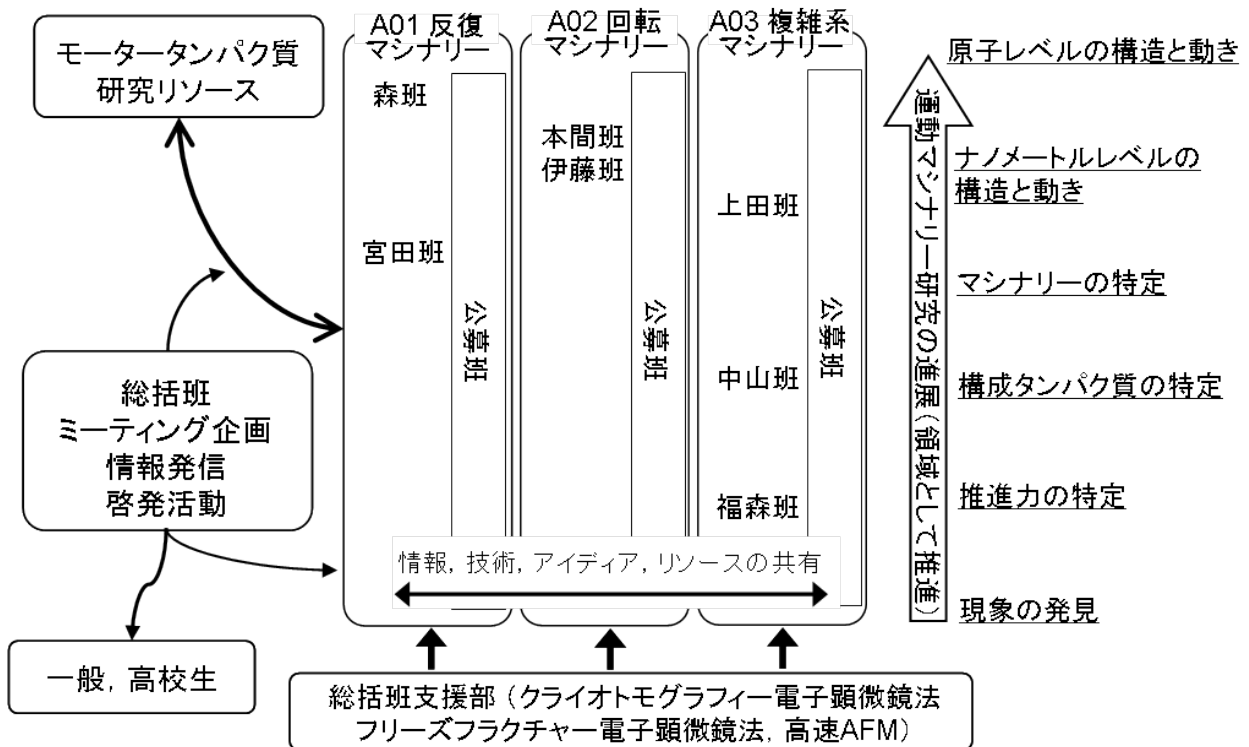 モータータンパク質
研究リソース
総括班
ミーティング企画
情報発信
啓発活動
一般, 高校生
A01 反復
マシナリー
森班
宮田班
公募班
A02 回転
マシナリー
本間班
伊藤班
公募班
A03 複雑系
マシナリー
上田班
中山班
福森班
公募班
情報, 技術, アイディア, リソースの共有
総括班支援部（クライオトモグラフィー電子顕微鏡法
フリーズフラクチャー電子顕微鏡法, 高速AFM）
運動マシナリー研究の進展（領域として推進）
原子レベルの構造と動き
ナノメートルレベルの
構造と動き
マシナリーの特定
構成タンパク質の特定
推進力の特定
現象の発見